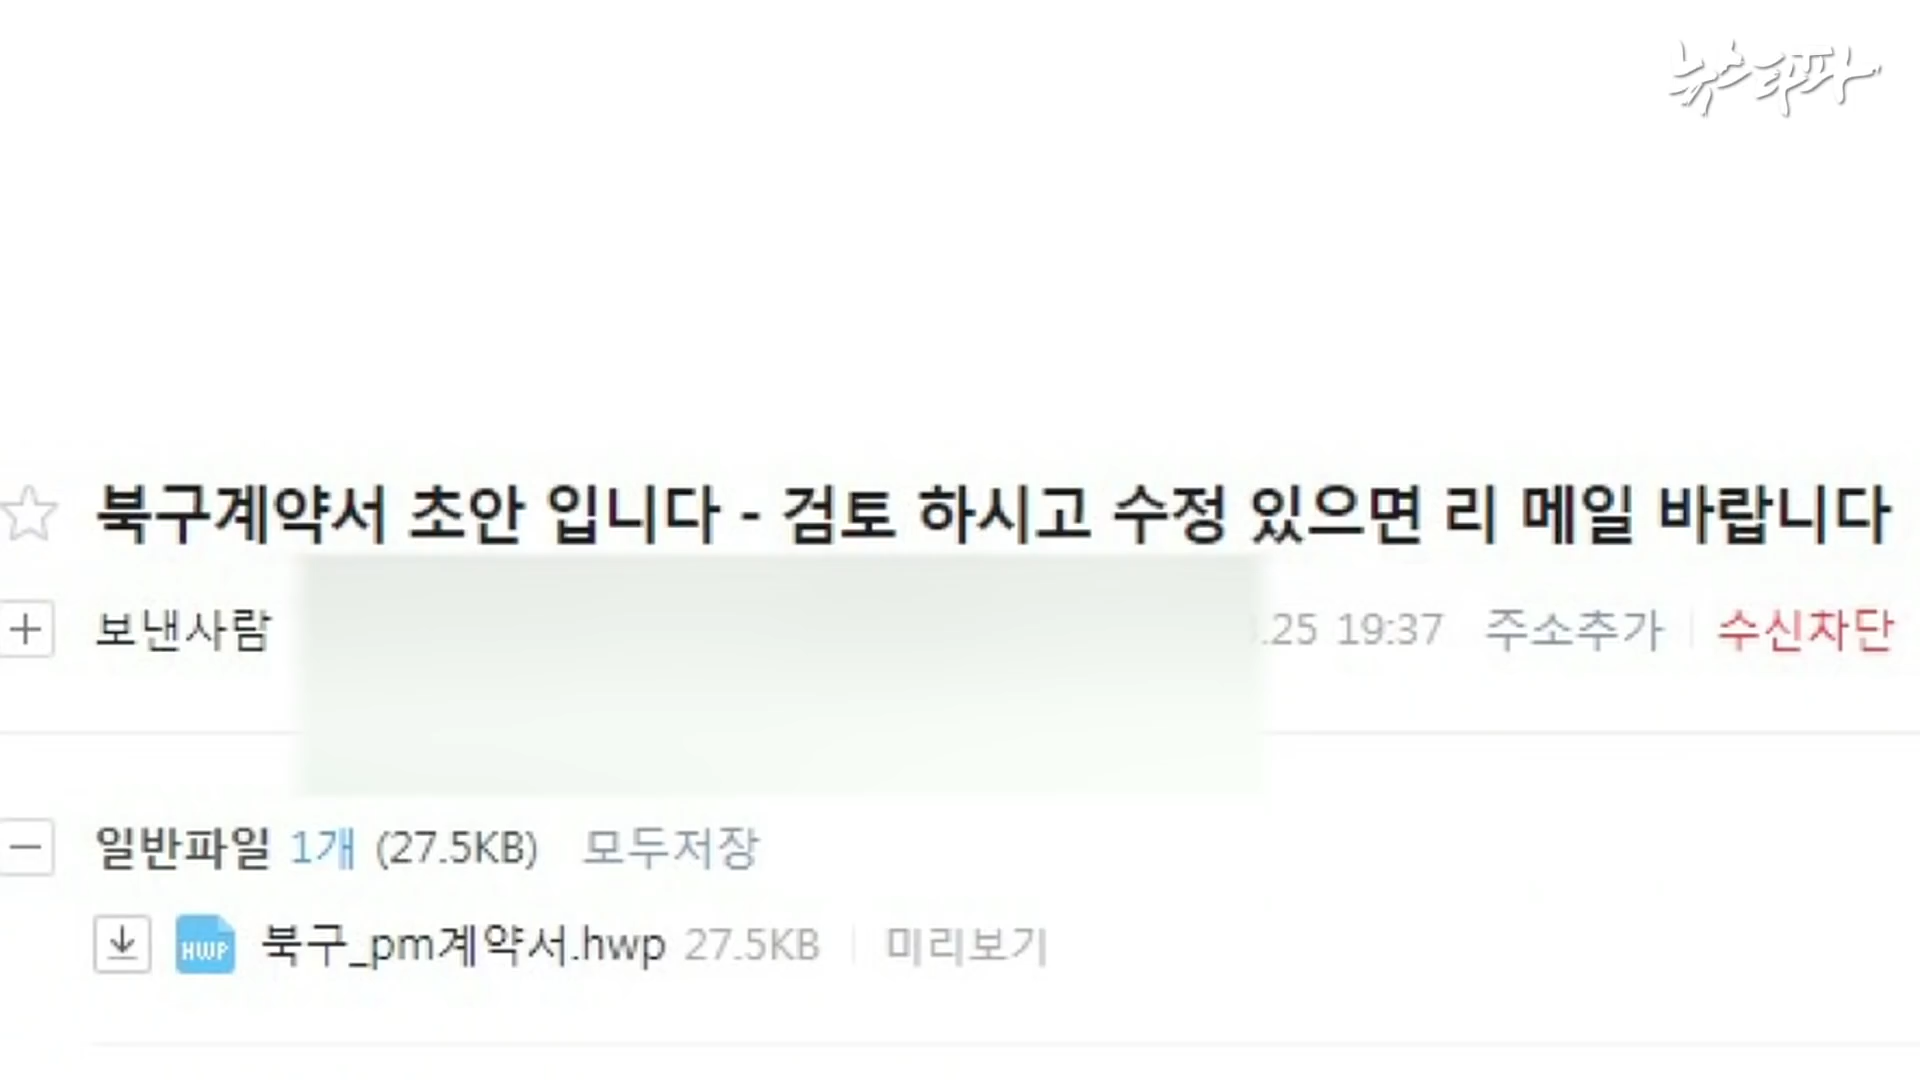 뉴스타파
북구계약서 초안 입니다 - 검토 하시고 수정 있으면 리 메일 바랍니다
보낸사람 .25 19:37 주소추가 수신차단
일반파일 1개 (27.5KB) 모두저장
HWP 북구_pm계약서.hwp 27.5KB 미리보기